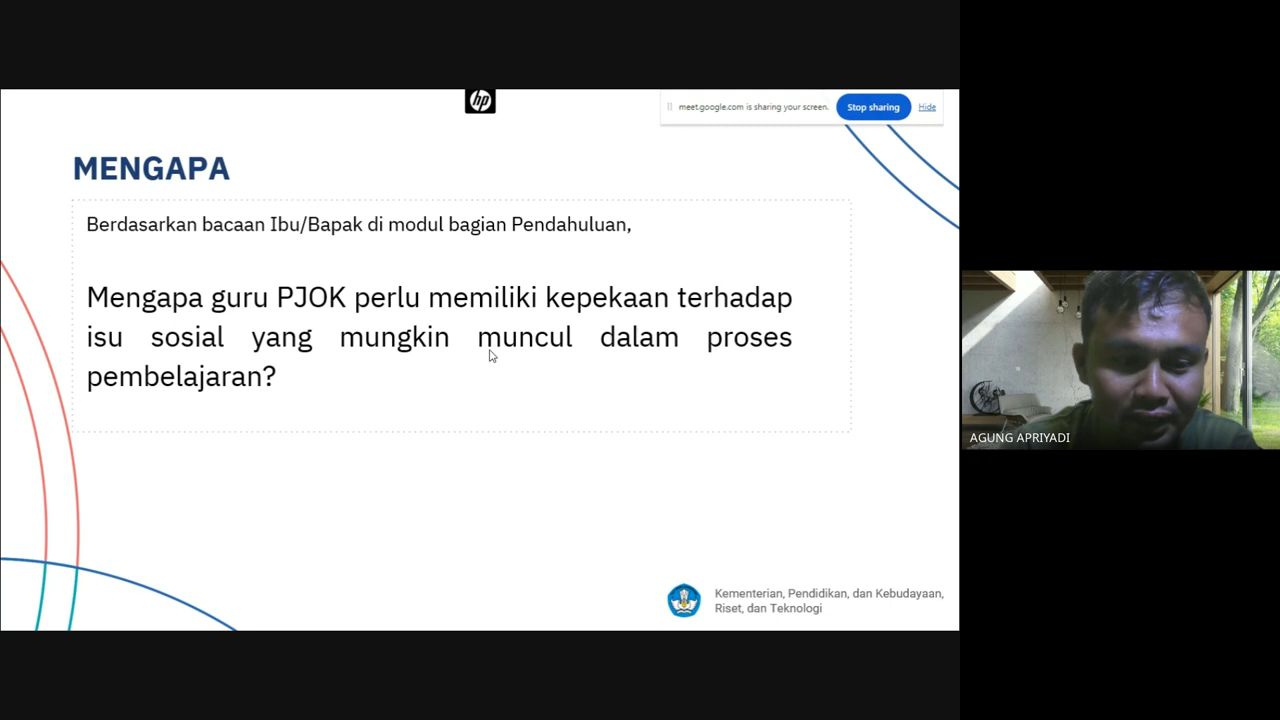 hp
meet.google.com is sharing your screen.
Stop sharing
Hide
MENGAPA
Berdasarkan bacaan Ibu/Bapak di modul bagian Pendahuluan,
Mengapa guru PJOK perlu memiliki kepekaan terhadap
isu sosial yang mungkin muncul dalam proses
pembelajaran?
AGUNG APRIYADI
Kementerian, Pendidikan, dan Kebudayaan,
Riset, dan Teknologi